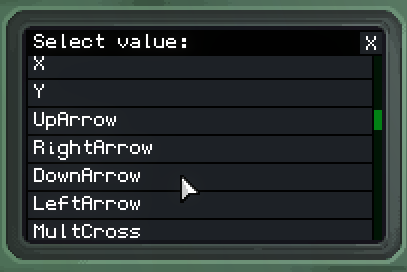 Select value:
X
X
Y
UpArrow
RightArrow
DownArrow
LeftArrow
MultCross